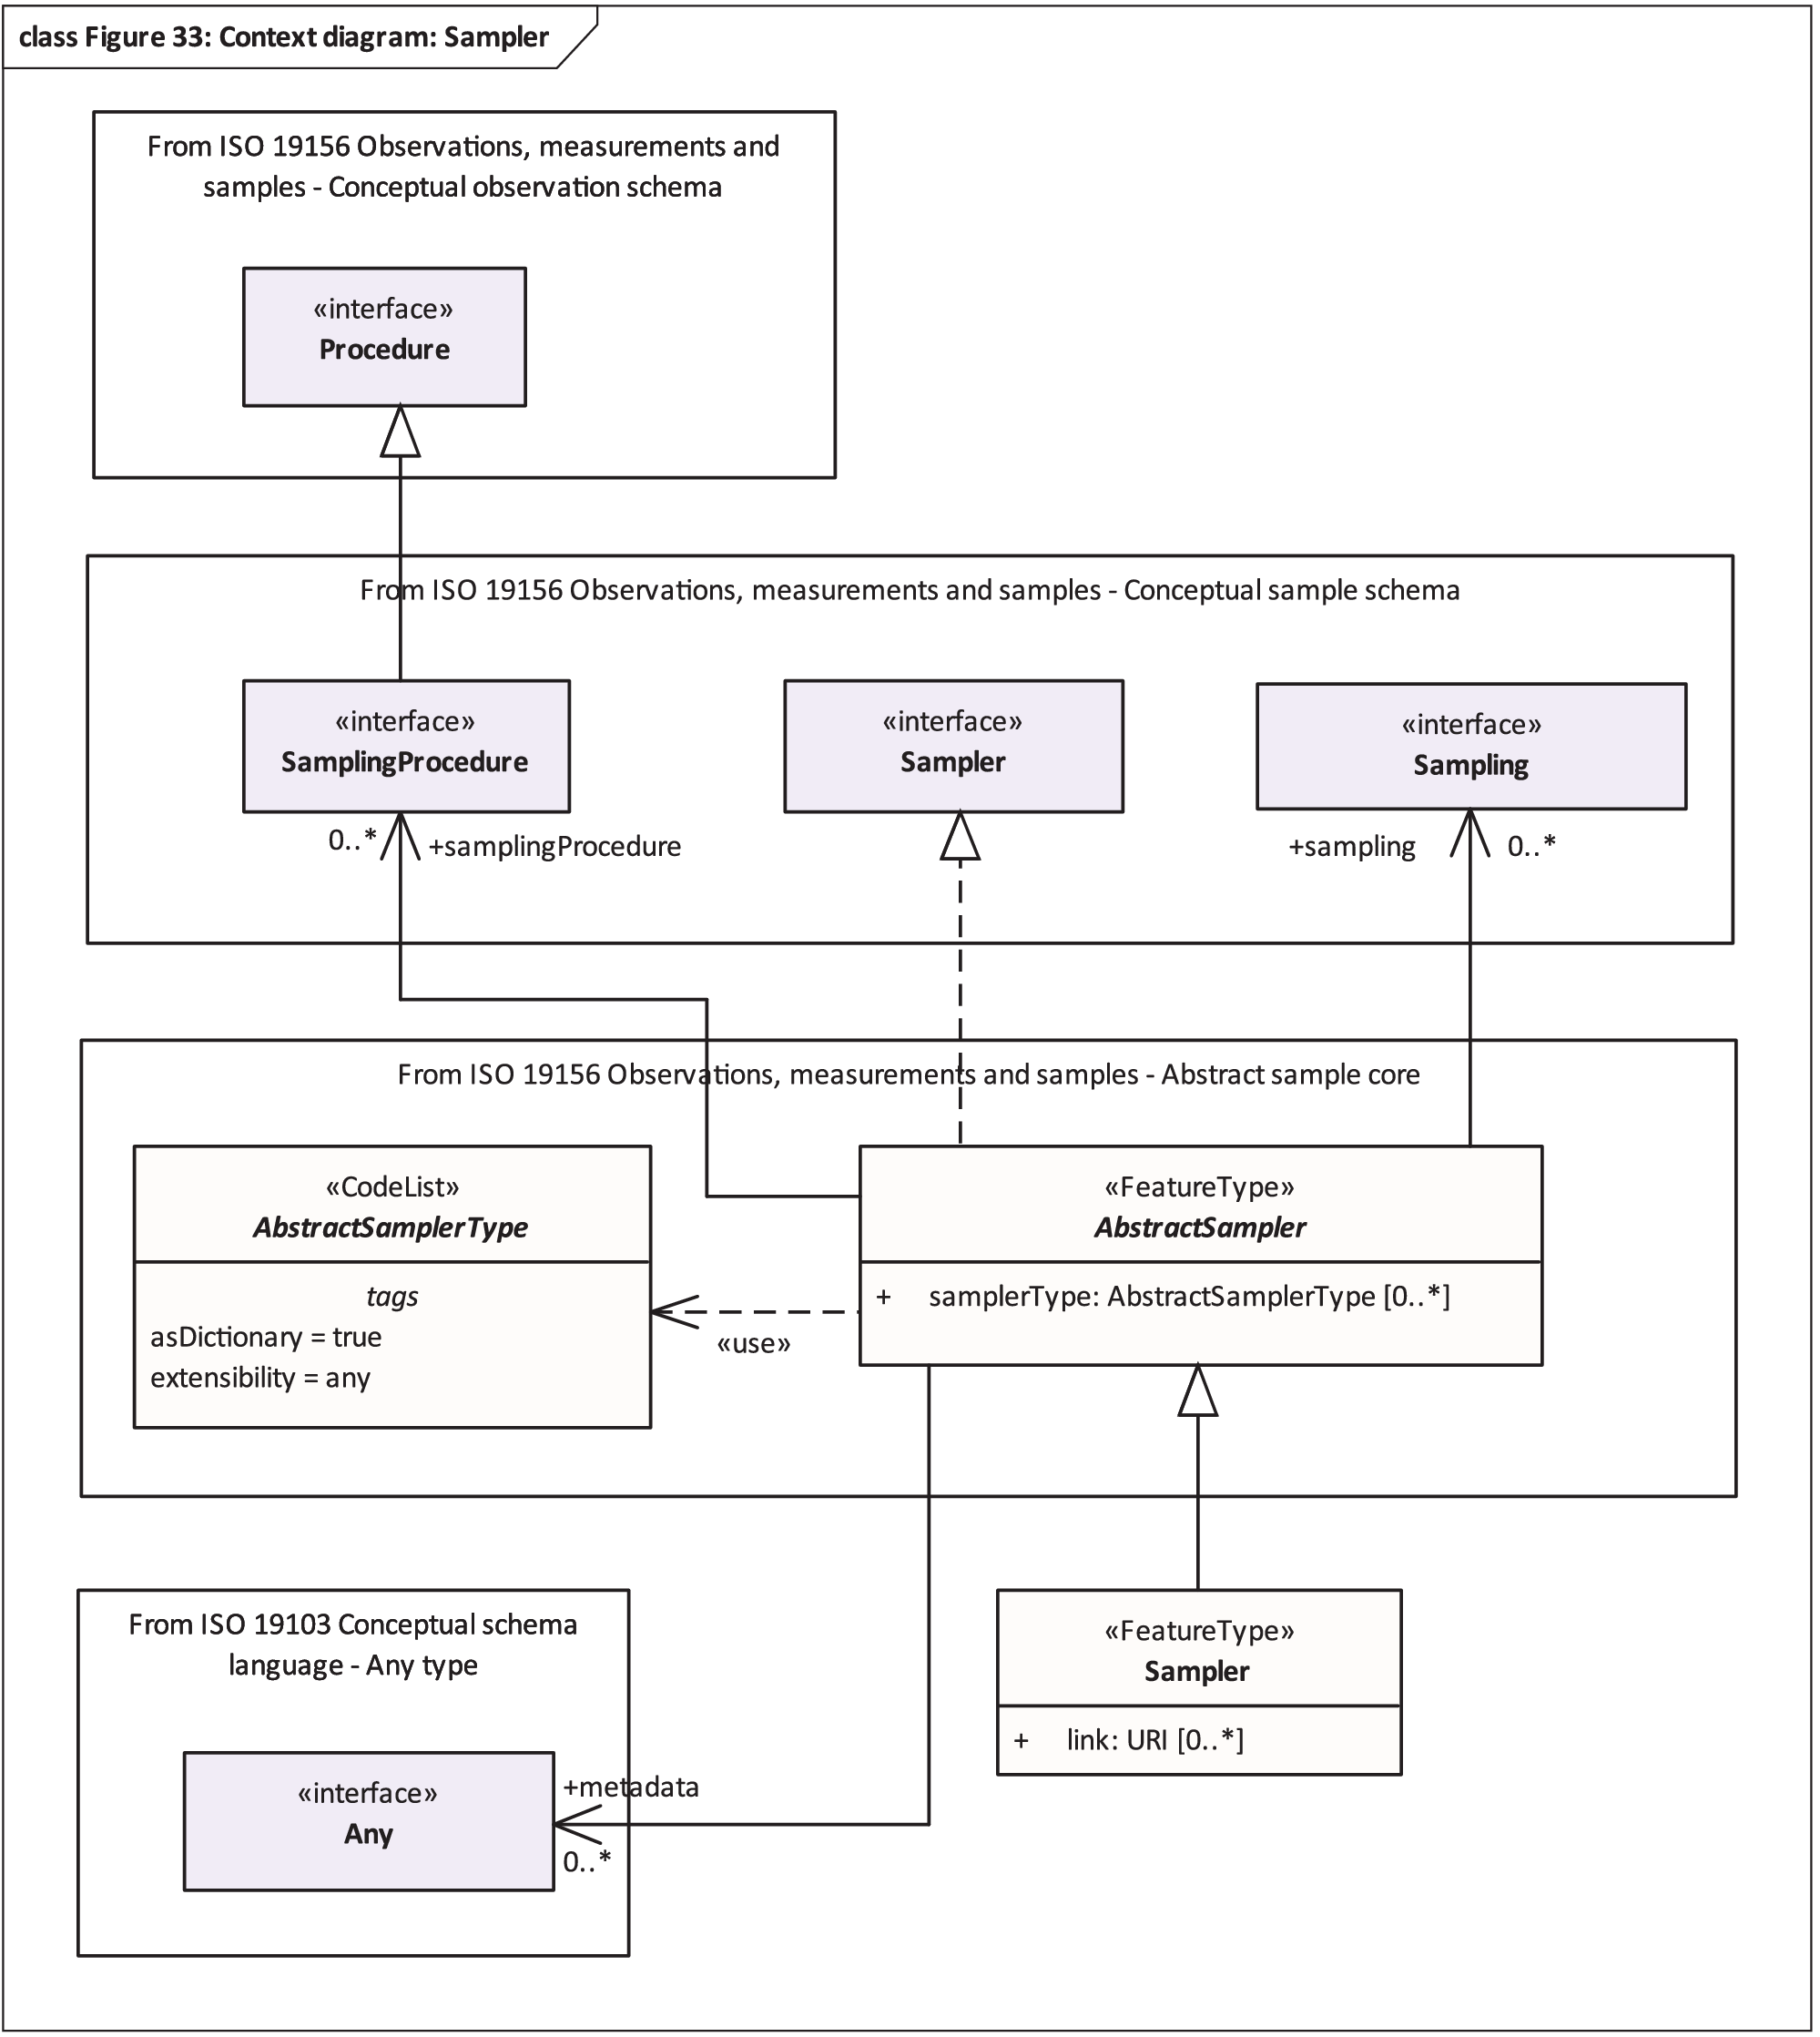 class Figure 33: Context diagram: Sampler
From ISO 19156 Observations, measurements and
samples - Conceptual observation schema
«interface»
Procedure
From ISO 19156 Observations, measurements and samples - Conceptual sample schema
«interface»
SamplingProcedure
«interface»
Sampler
«interface»
Sampling
0..*
+samplingProcedure
+sampling
0..*
From ISO 19156 Observations, measurements and samples - Abstract sample core
«CodeList»
AbstractSamplerType
tags
asDictionary = true
extensibility = any
«use»
«FeatureType»
AbstractSampler
+ samplerType: AbstractSamplerType [0..*]
From ISO 19103 Conceptual schema
language - Any type
«interface»
Any
+metadata
0..*
«FeatureType»
Sampler
+ link: URI [0..*]